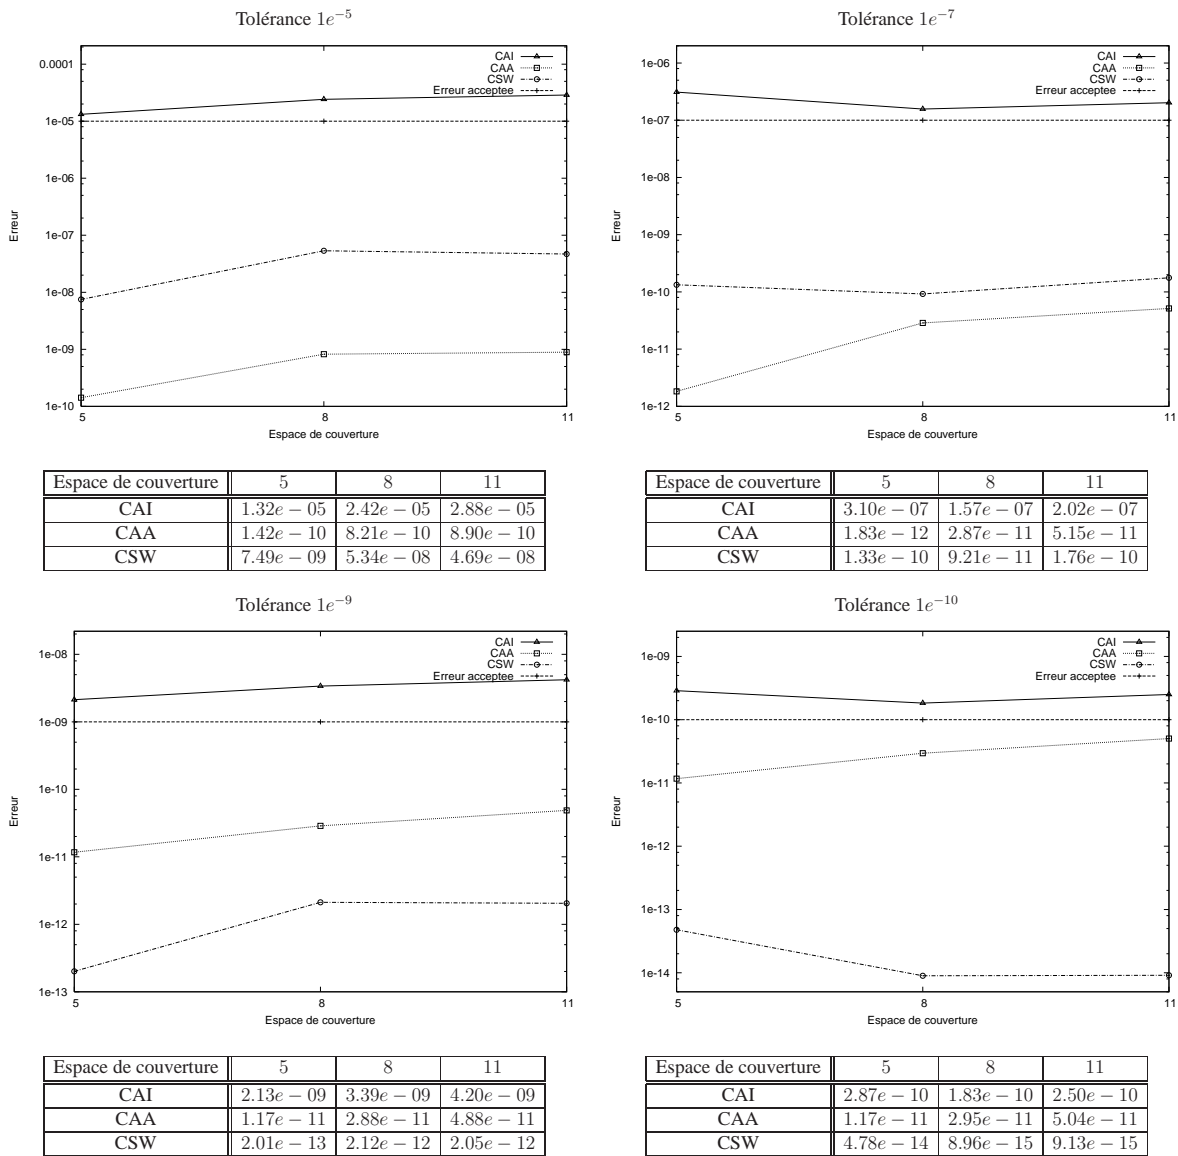 Tolérance 1e⁻⁵
CAI
CAA
CSW
Erreur acceptee
0.0001
1e-05
1e-06
1e-07
1e-08
1e-09
1e-10
Erreur
5
8
11
Espace de couverture
Espace de couverture 5 8 11
CAI 1.32e − 05 2.42e − 05 2.88e − 05
CAA 1.42e − 10 8.21e − 10 8.90e − 10
CSW 7.49e − 09 5.34e − 08 4.69e − 08
Tolérance 1e⁻⁷
CAI
CAA
CSW
Erreur acceptee
1e-06
1e-07
1e-08
1e-09
1e-10
1e-11
1e-12
Erreur
5
8
11
Espace de couverture
Espace de couverture 5 8 11
CAI 3.10e − 07 1.57e − 07 2.02e − 07
CAA 1.83e − 12 2.87e − 11 5.15e − 11
CSW 1.33e − 10 9.21e − 11 1.76e − 10
Tolérance 1e⁻⁹
CAI
CAA
CSW
Erreur acceptee
1e-08
1e-09
1e-10
1e-11
1e-12
1e-13
Erreur
5
8
11
Espace de couverture
Espace de couverture 5 8 11
CAI 2.13e − 09 3.39e − 09 4.20e − 09
CAA 1.17e − 11 2.88e − 11 4.88e − 11
CSW 2.01e − 13 2.12e − 12 2.05e − 12
Tolérance 1e⁻¹⁰
CAI
CAA
CSW
Erreur acceptee
1e-09
1e-10
1e-11
1e-12
1e-13
1e-14
Erreur
5
8
11
Espace de couverture
Espace de couverture 5 8 11
CAI 2.87e − 10 1.83e − 10 2.50e − 10
CAA 1.17e − 11 2.95e − 11 5.04e − 11
CSW 4.78e − 14 8.96e − 15 9.13e − 15